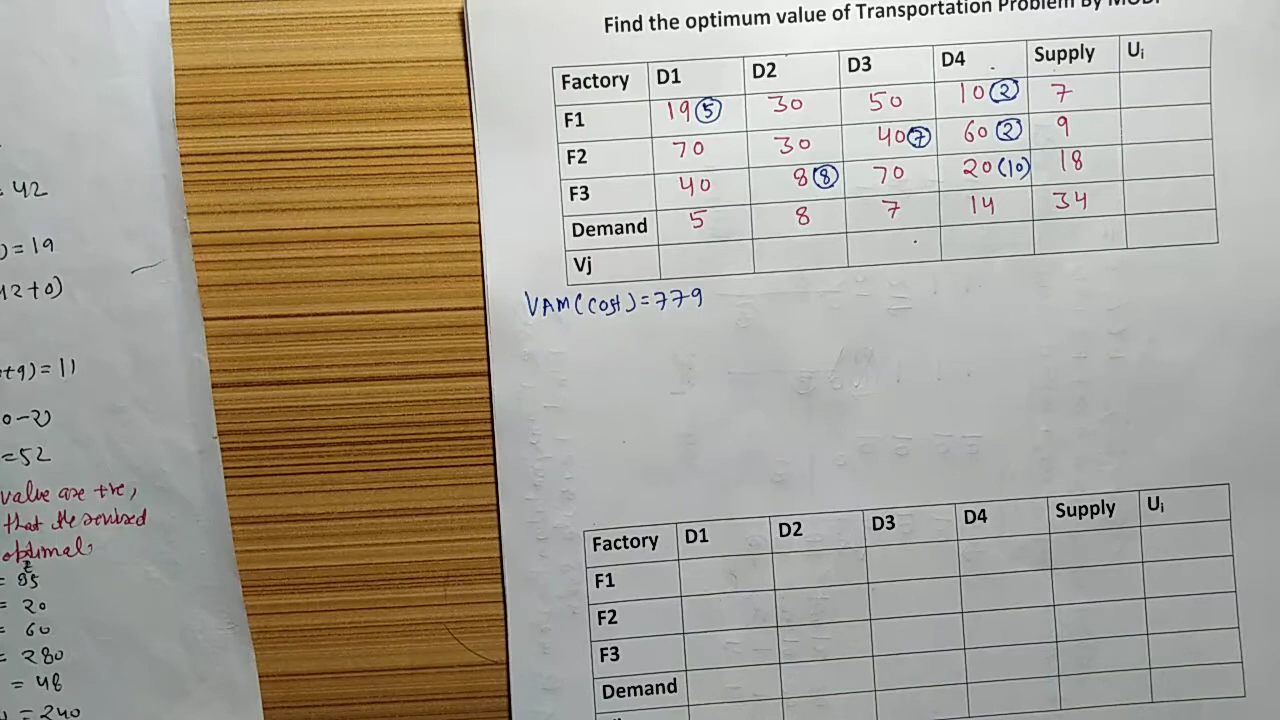 = 42
) = 19
12+0)
+9) = 11
0-2)
= 52
value are +ve,
that the revised
optimal
= 95
= 20
= 60
= 280
= 48
= 240
Find the optimum value of Transportation Problem By MODI
Factory D1 D2 D3 D4 Supply Ui
F1 19 5 30 50 10 2 7
F2 70 30 40 7 60 2 9
F3 40 8 8 70 20 (10) 18
Demand 5 8 7 14 34
Vj
VAM(cost)=779
Factory D1 D2 D3 D4 Supply Ui
F1
F2
F3
Demand